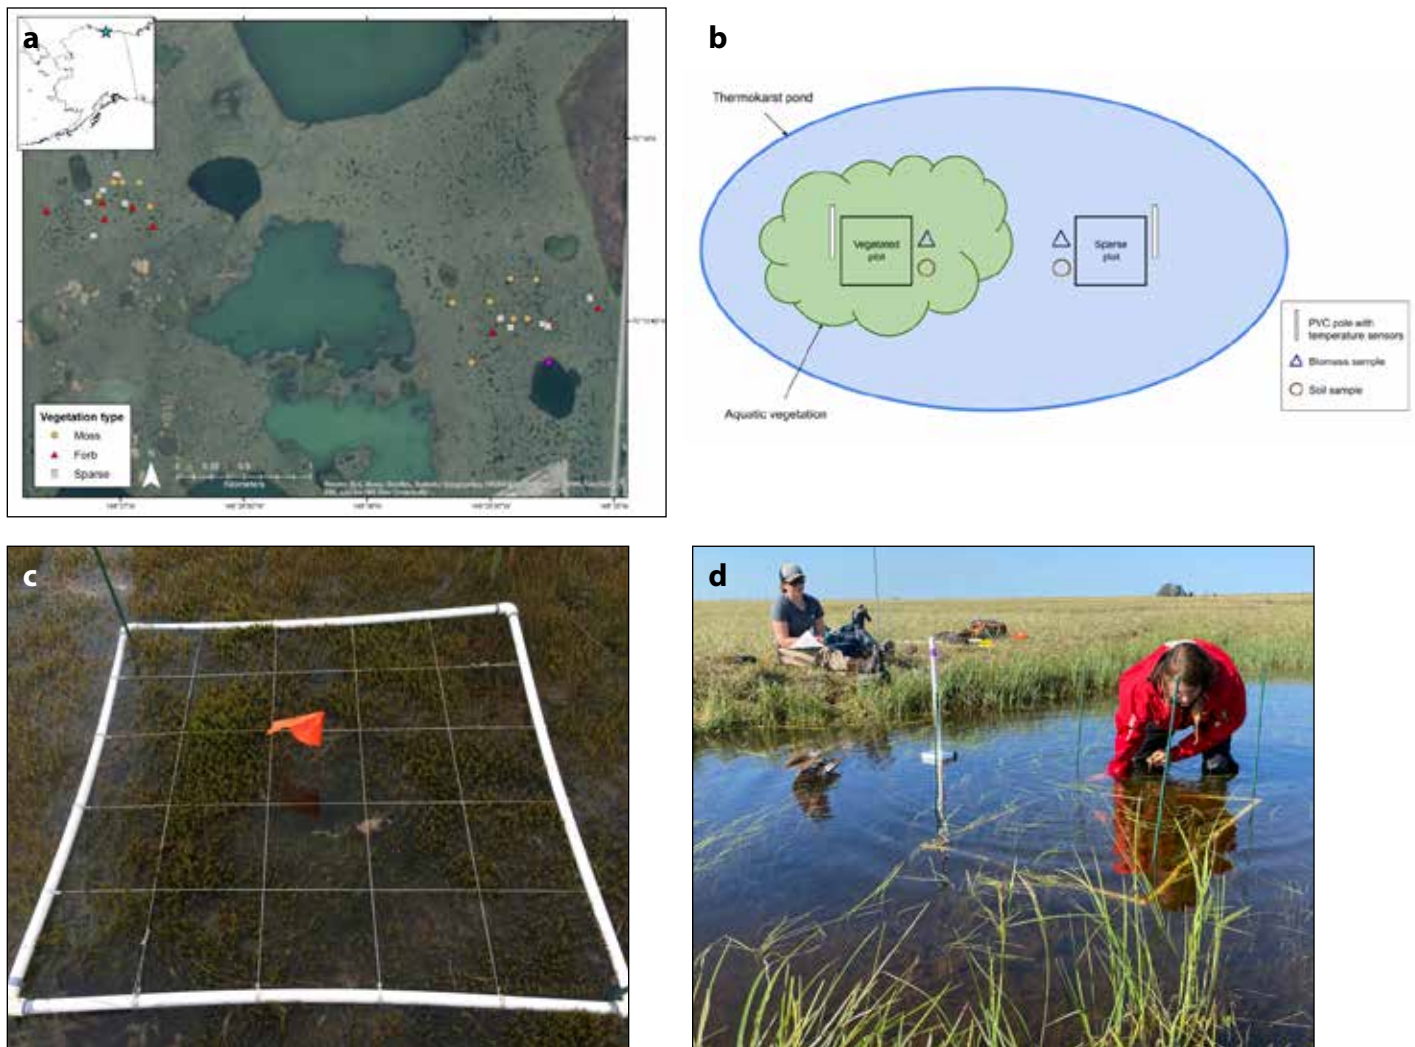 a
Vegetation type
Moss
Forb
Sparse
N
Kilometers
b
Thermokarst pond
Vegetated
plot
Sparse
plot
Aquatic vegetation
PVC pole with
temperature sensors
Biomass sample
Soil sample
c
d